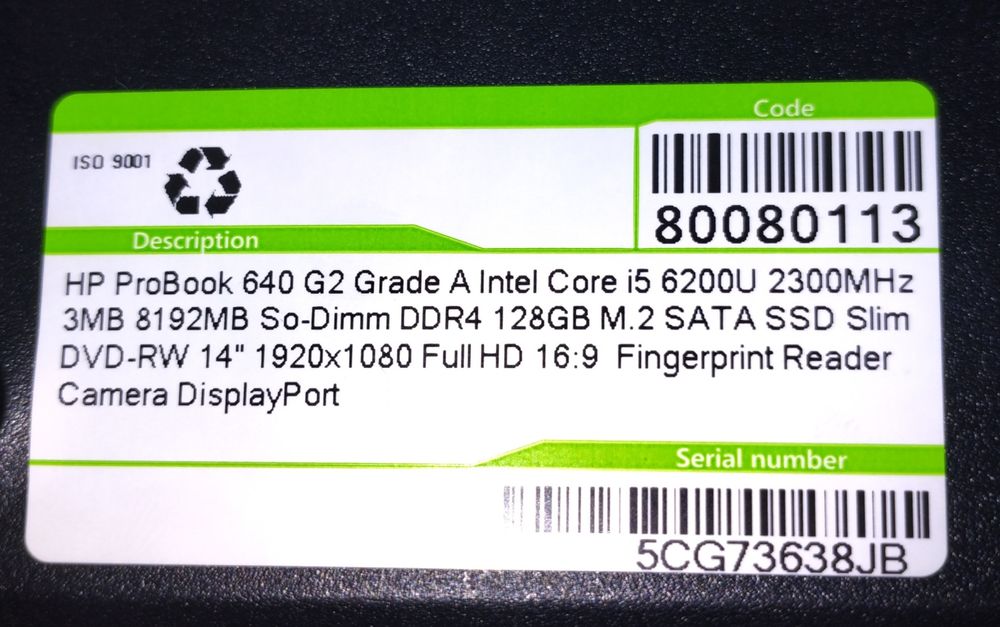 Code
ISO 9001
80080113
Description
HP ProBook 640 G2 Grade A Intel Core i5 6200U 2300MHz
3MB 8192MB So-Dimm DDR4 128GB M.2 SATA SSD Slim
DVD-RW 14" 1920x1080 Full HD 16:9 Fingerprint Reader
Camera DisplayPort
Serial number
5CG73638JB